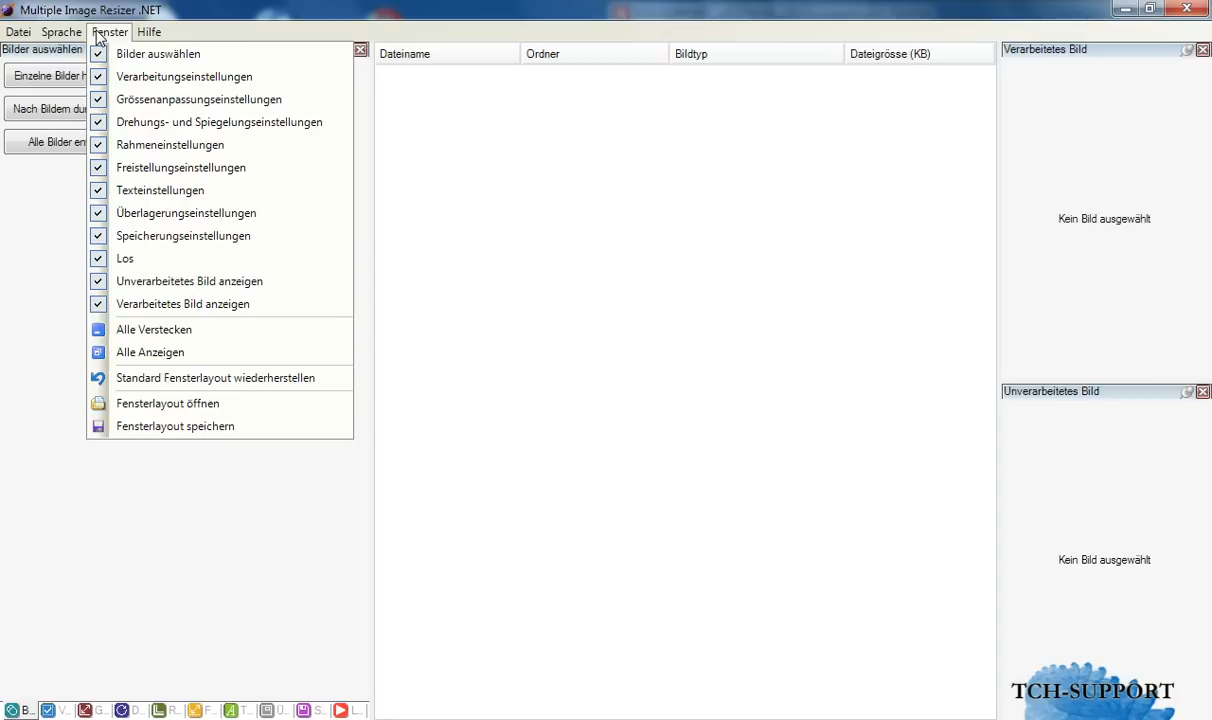 Multiple Image Resizer .NET
Datei Sprache Fenster Hilfe
Bilder auswählen
Einzelne Bilder
Nach Bildern
Alle Bilder
Bilder auswählen
Verarbeitungseinstellungen
Grössenanpassungseinstellungen
Drehungs- und Spiegelungseinstellungen
Rahmeneinstellungen
Freistellungseinstellungen
Texteinstellungen
Überlagerungseinstellungen
Speicherungseinstellungen
Los
Unverarbeitetes Bild anzeigen
Verarbeitetes Bild anzeigen
Alle Verstecken
Alle Anzeigen
Standard Fensterlayout wiederherstellen
Fensterlayout öffnen
Fensterlayout speichern
Dateiname Ordner Bildtyp Dateigrösse (KB)
Verarbeitetes Bild
Kein Bild ausgewählt
Unverarbeitetes Bild
Kein Bild ausgewählt
B... V... G... D... R... F... T... Ü... S... L...
TCH-SUPPORT